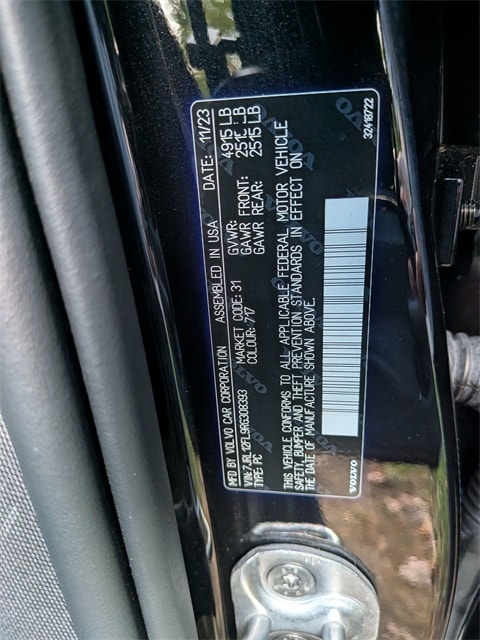 MFD BY VOLVO CAR CORPORATION ASSEMBLED IN USA DATE: 11/23
VIN: 7JRL12FL9RG308393 MARKET CODE: 31 GVWR: 4915 LB
TYPE: PC COLOUR: 717 GAWR FRONT: 2515 LB
GAWR REAR: 2515 LB
THIS VEHICLE CONFORMS TO ALL APPLICABLE FEDERAL MOTOR VEHICLE
SAFETY, BUMPER AND THEFT PREVENTION STANDARDS IN EFFECT ON
THE DATE OF MANUFACTURE SHOWN ABOVE.
VOLVO 32418722